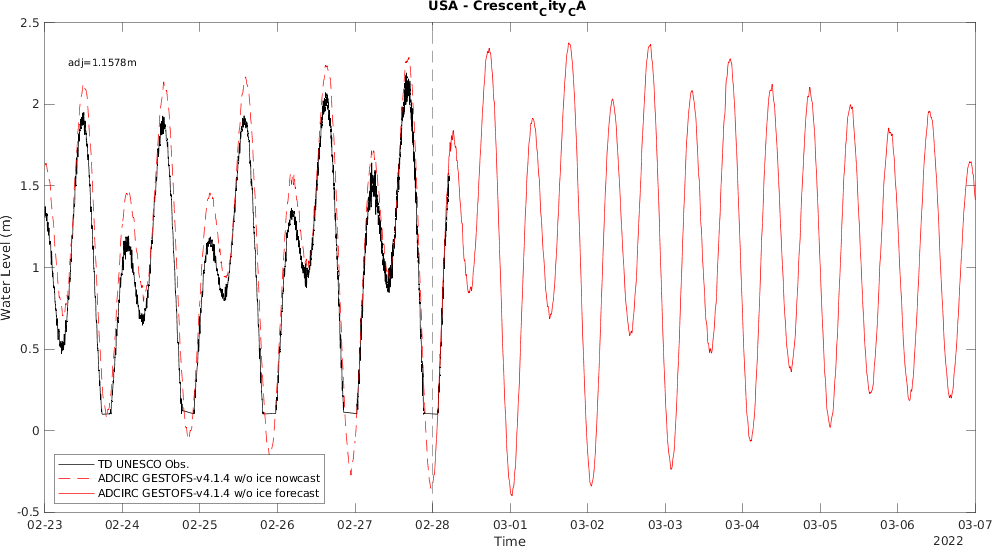 USA - CrescentCityCA
2.5
adj=1.1578m
2
1.5
Water Level (m)
1
0.5
0
TD UNESCO Obs.
ADCIRC GESTOFS-v4.1.4 w/o ice nowcast
ADCIRC GESTOFS-v4.1.4 w/o ice forecast
-0.5
02-23 02-24 02-25 02-26 02-27 02-28 03-01 03-02 03-03 03-04 03-05 03-06 03-07
Time
2022